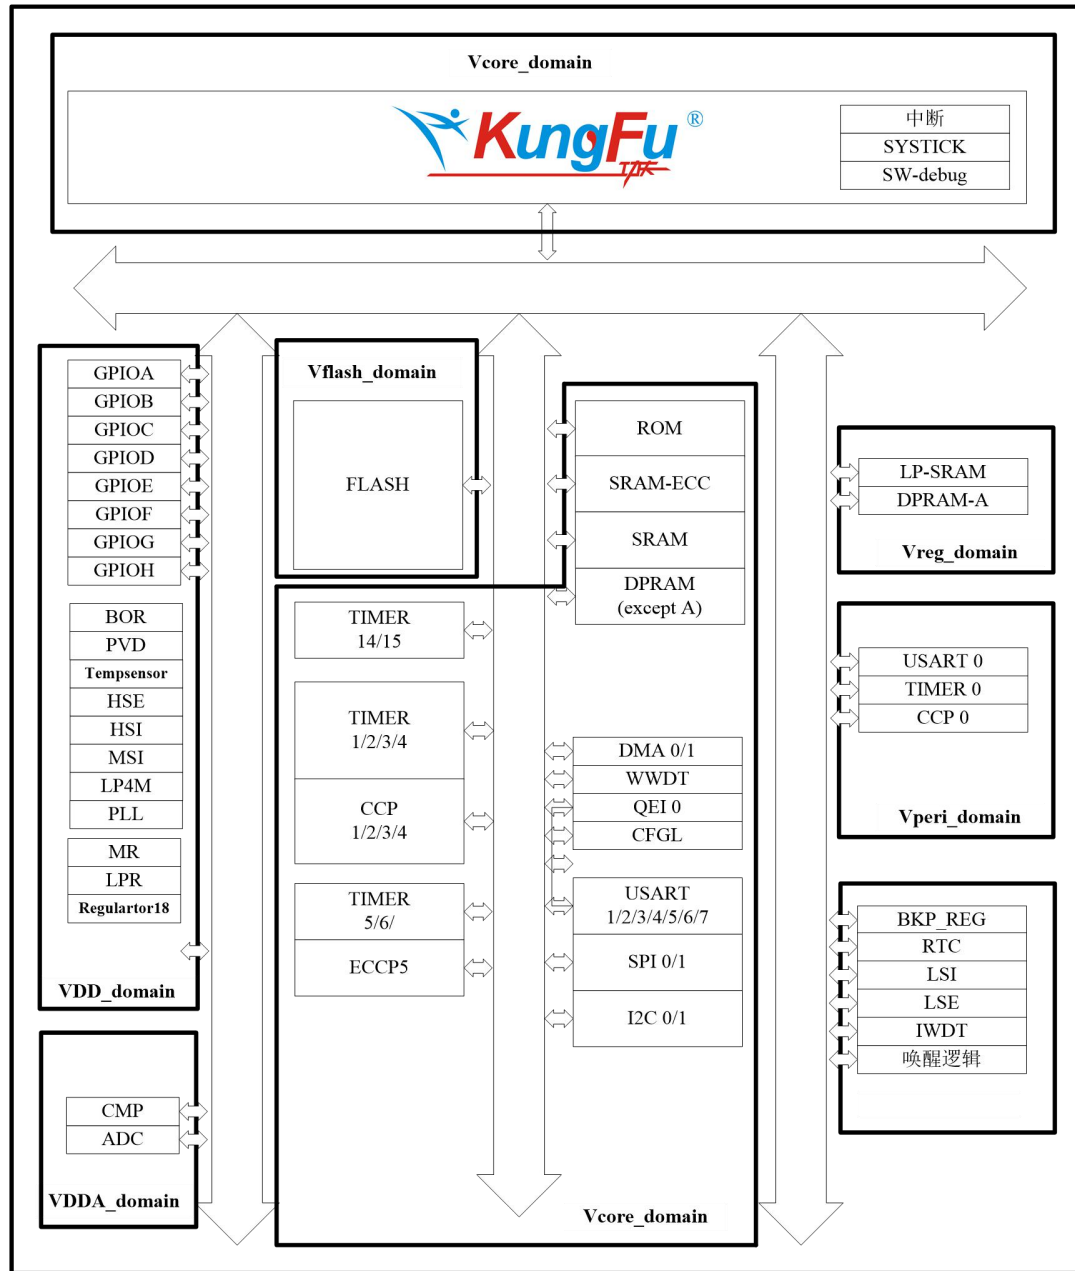 Vcore_domain
KungFu®
功夫
中断
SYSTICK
SW-debug
GPIOA
GPIOB
GPIOC
GPIOD
GPIOE
GPIOF
GPIOG
GPIOH
BOR
PVD
Tempsensor
HSE
HSI
MSI
LP4M
PLL
MR
LPR
Regulartor18
VDD_domain
CMP
ADC
VDDA_domain
Vflash_domain
FLASH
TIMER
14/15
TIMER
1/2/3/4
CCP
1/2/3/4
TIMER
5/6/
ECCP5
ROM
SRAM-ECC
SRAM
DPRAM
(except A)
DMA 0/1
WWDT
QEI 0
CFGL
USART
1/2/3/4/5/6/7
SPI 0/1
I2C 0/1
Vcore_domain
LP-SRAM
DPRAM-A
Vreg_domain
USART 0
TIMER 0
CCP 0
Vperi_domain
BKP_REG
RTC
LSI
LSE
IWDT
唤醒逻辑